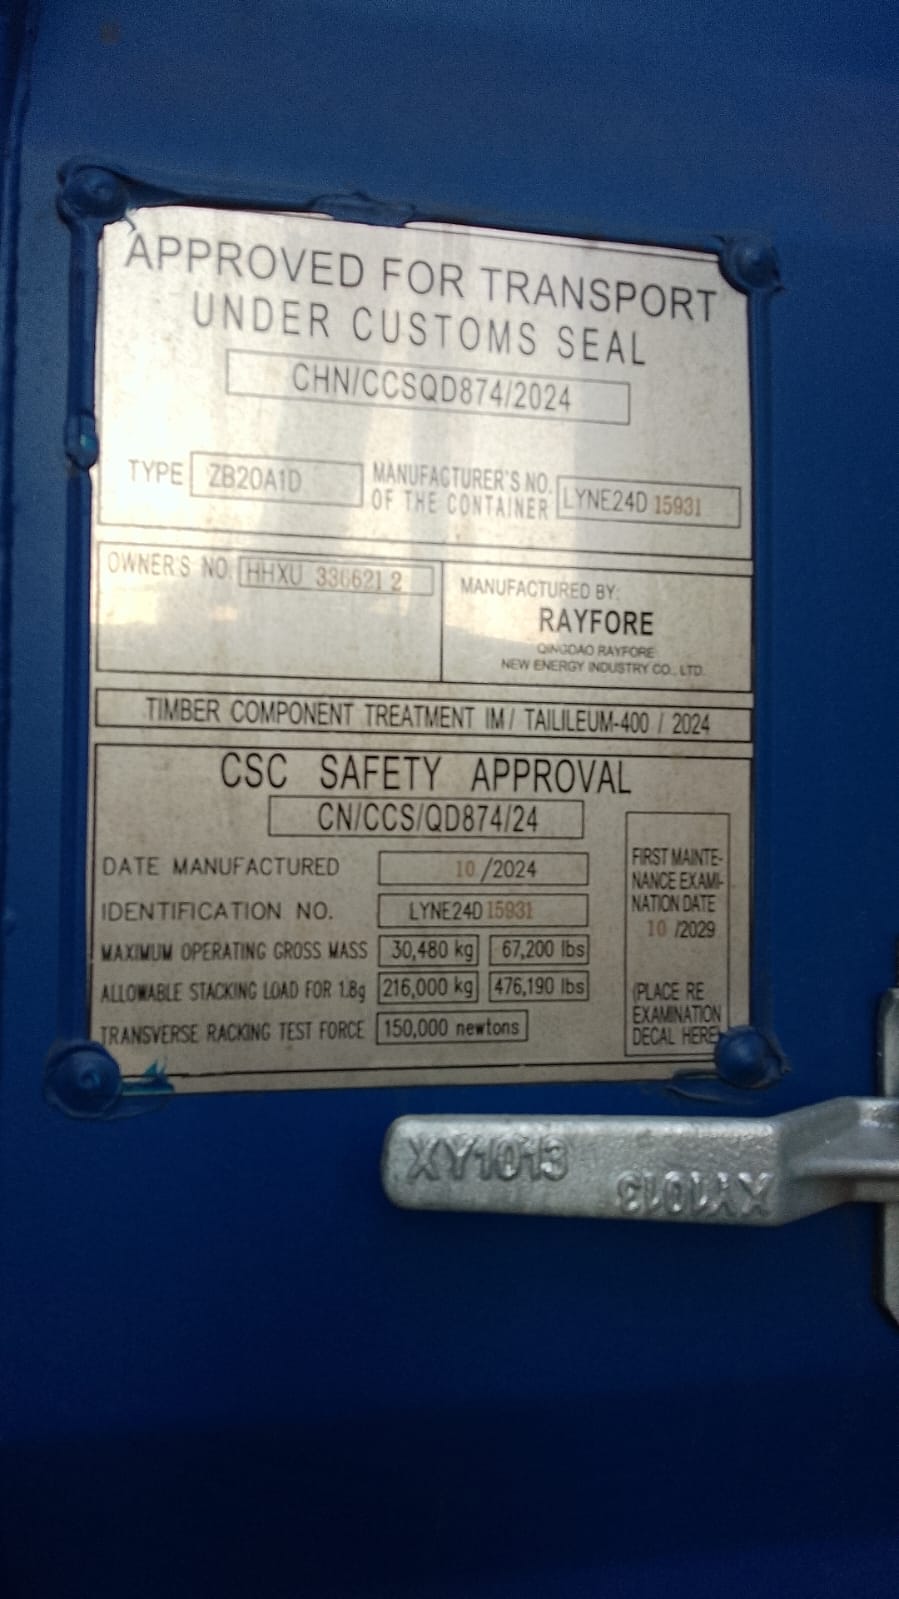 APPROVED FOR TRANSPORT
UNDER CUSTOMS SEAL
CHN/CCSQD874/2024
TYPE ZB20A1D
MANUFACTURER'S NO.
OF THE CONTAINER
LYNE24D 15931
OWNER'S NO. HHXU 336621 2
MANUFACTURED BY:
RAYFORE
QINGDAO RAYFORE
NEW ENERGY INDUSTRY CO., LTD.
TIMBER COMPONENT TREATMENT IM / TAILILEUM-400 / 2024
CSC SAFETY APPROVAL
CN/CCS/QD874/24
DATE MANUFACTURED 10 /2024
IDENTIFICATION NO. LYNE24D 15931
MAXIMUM OPERATING GROSS MASS 30,480 kg 67,200 lbs
ALLOWABLE STACKING LOAD FOR 1.8g 216,000 kg 476,190 lbs
TRANSVERSE RACKING TEST FORCE 150,000 newtons
FIRST MAINTE-
NANCE EXAMI-
NATION DATE
10 /2029
(PLACE RE
EXAMINATION
DECAL HERE)
XY1013
XY1013